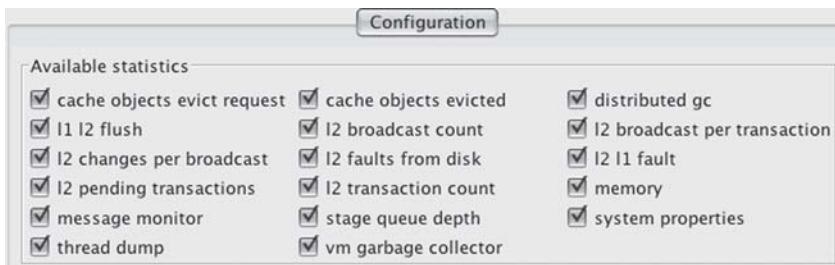 Configuration
Available statistics
cache objects evict request cache objects evicted distributed gc
l1 l2 flush l2 broadcast count l2 broadcast per transaction
l2 changes per broadcast l2 faults from disk l2 l1 fault
l2 pending transactions l2 transaction count memory
message monitor stage queue depth system properties
thread dump vm garbage collector